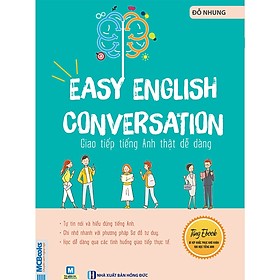 ĐỖ NHUNG
EASY ENGLISH
CONVERSATION
Giao tiếp tiếng Anh thật dễ dàng
Tự tin nói và hiểu đúng tiếng Anh
Ghi nhớ nhanh với phương pháp Sơ đồ tư duy
Học dễ dàng qua các tình huống giao tiếp thực tế
Tặng Ebook
MCBooks
NHÀ XUẤT BẢN HỒNG ĐỨC